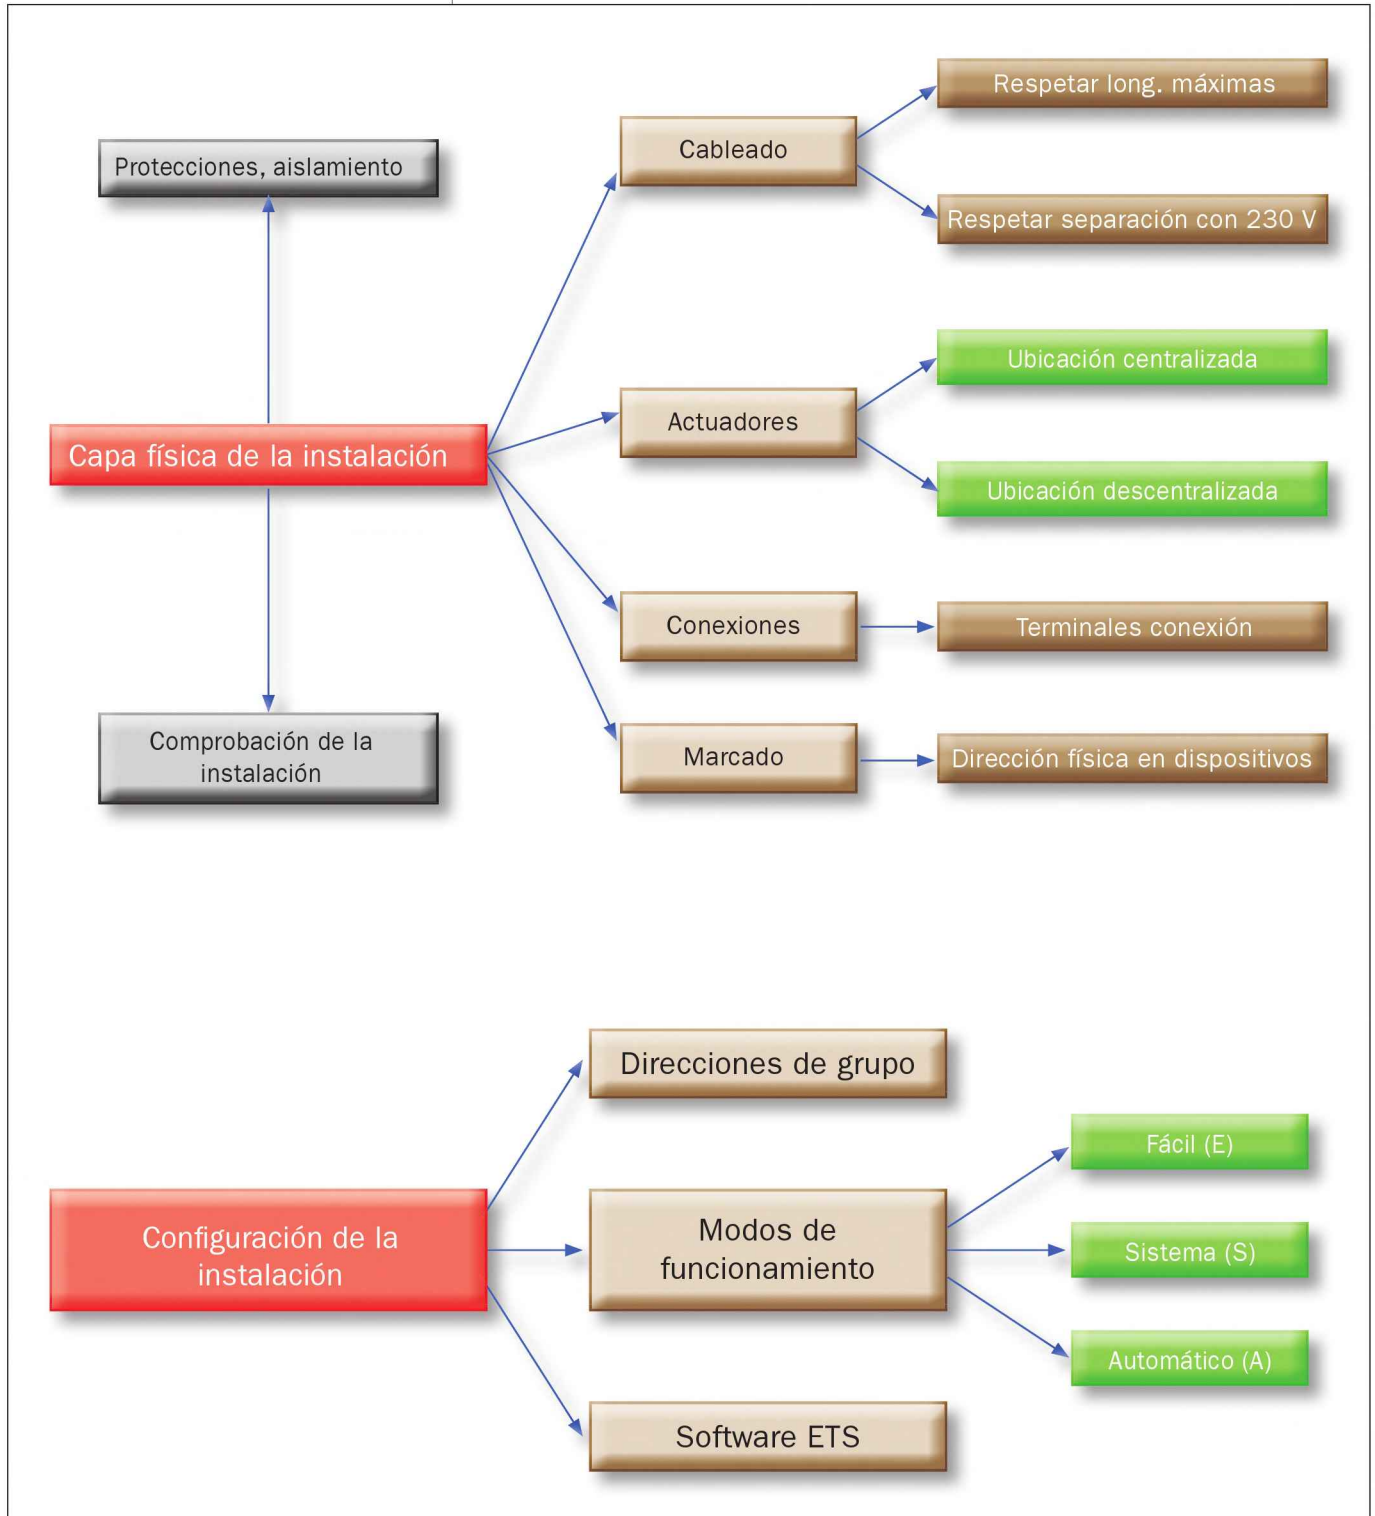 Respetar long. máximas
Cableado
Protecciones, aislamiento
Respetar separación con 230 V
Ubicación centralizada
Actuadores
Capa física de la instalación
Ubicación descentralizada
Conexiones
Terminales conexión
Comprobación de la
instalación
Marcado
Dirección física en dispositivos
Direcciones de grupo
Fácil (E)
Configuración de la
instalación
Modos de
funcionamiento
Sistema (S)
Automático (A)
Software ETS